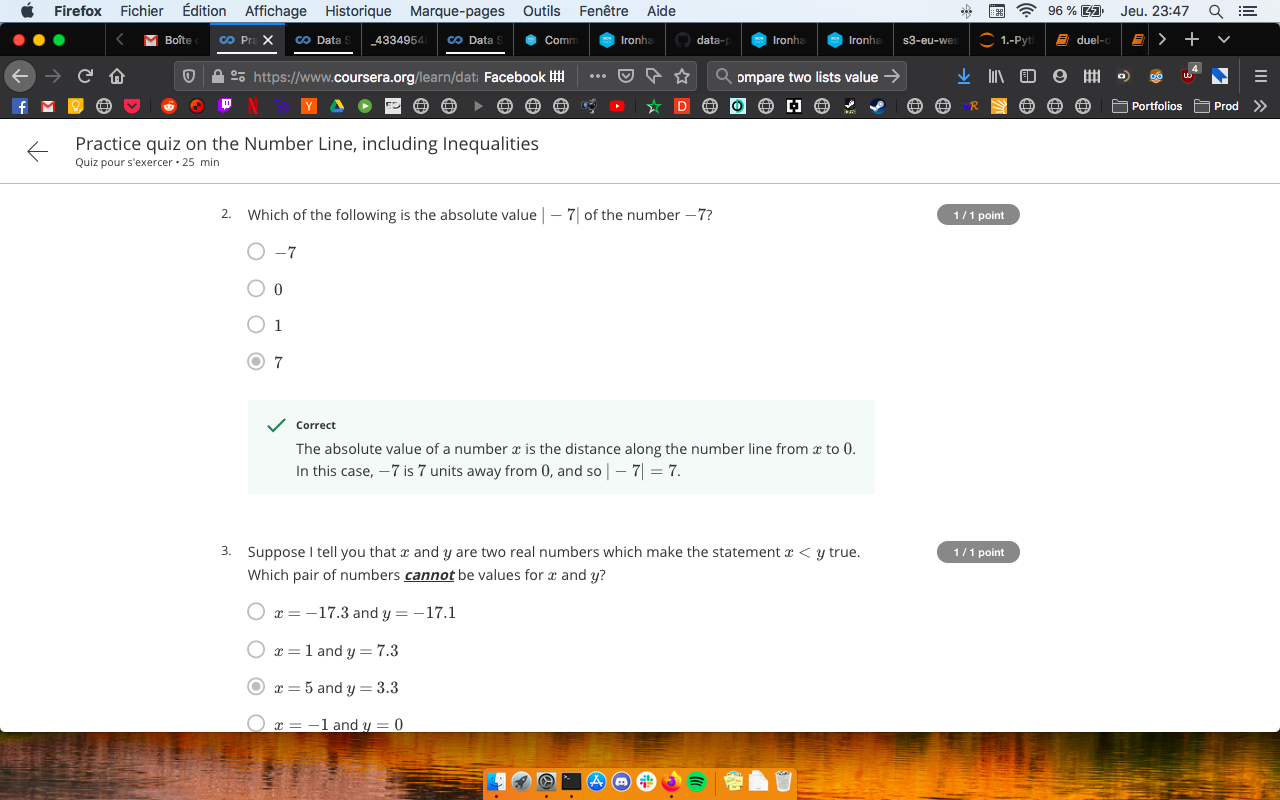 Firefox Fichier Édition Affichage Historique Marque-pages Outils Fenêtre Aide 96 % Jeu. 23:47
Boîte Pra Data S _4334954 Data S Comm Ironha data-p Ironha Ironha s3-eu-wes 1.-Pyt duel-o
https://www.coursera.org/learn/dat Facebook ompare two lists value 4
Portfolios Prod
Practice quiz on the Number Line, including Inequalities
Quiz pour s'exercer • 25 min
2. Which of the following is the absolute value | − 7| of the number −7? 1 / 1 point
−7
0
1
7
Correct
The absolute value of a number x is the distance along the number line from x to 0.
In this case, −7 is 7 units away from 0, and so | − 7| = 7.
3. Suppose I tell you that x and y are two real numbers which make the statement x < y true. 1 / 1 point
Which pair of numbers cannot be values for x and y?
x = −17.3 and y = −17.1
x = 1 and y = 7.3
x = 5 and y = 3.3
x = −1 and y = 0